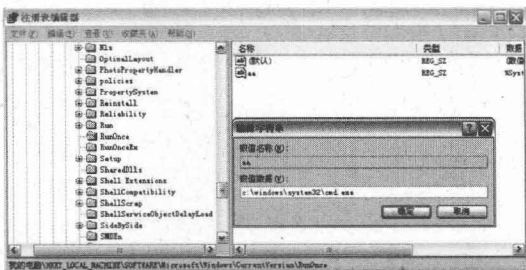 注册表编辑器
文件(F) 编辑(E) 查看(V) 收藏夹(A) 帮助(H)
Nls
OptimalLayout
PhotoPropertyHandler
policies
PropertySystem
Reinstall
Reliability
Run
RunOnce
RunOnceEx
Setup
SharedDlls
Shell Extensions
ShellCompatibility
ShellScrap
ShellServiceObjectDelayLoad
SideBySide
SMDEn
名称 类型 数据
(默认) REG_SZ (数值
aa REG_SZ %Syst
编辑字符串
数值名称(N):
aa
数值数据(V):
c:\windows\system32\cmd.exe
确定 取消
我的电脑\HKEY_LOCAL_MACHINE\SOFTWARE\Microsoft\Windows\CurrentVersion\RunOnce